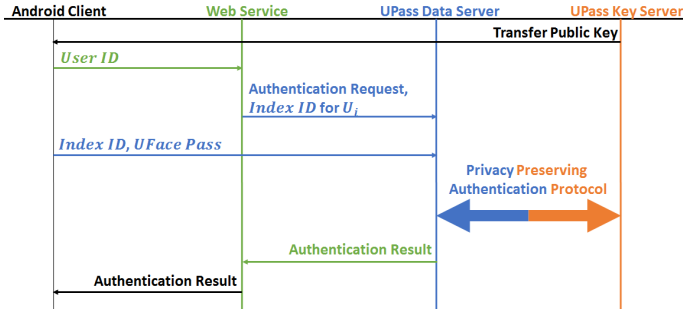 Android Client Web Service UPass Data Server UPass Key Server
Transfer Public Key
User ID
Authentication Request,
Index ID for U_i
Index ID, UFace Pass
Privacy Preserving
Authentication Protocol
Authentication Result
Authentication Result